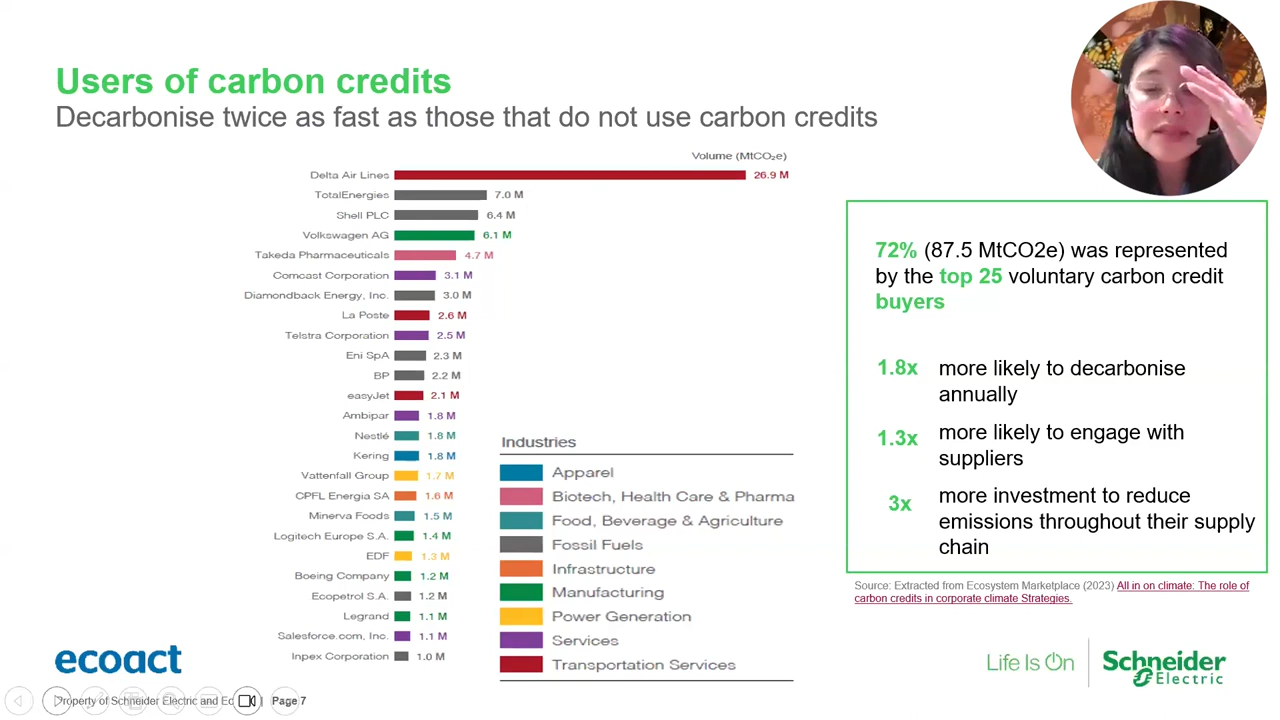 Users of carbon credits
Decarbonise twice as fast as those that do not use carbon credits
Volume (MtCO₂e)
Delta Air Lines 26.9 M
TotalEnergies 7.0 M
Shell PLC 6.4 M
Volkswagen AG 6.1 M
Takeda Pharmaceuticals 4.7 M
Comcast Corporation 3.1 M
Diamondback Energy, Inc. 3.0 M
La Poste 2.6 M
Telstra Corporation 2.5 M
Eni SpA 2.3 M
BP 2.2 M
easyJet 2.1 M
Ambipar 1.8 M
Nestlé 1.8 M
Kering 1.8 M
Vattenfall Group 1.7 M
CPFL Energia SA 1.6 M
Minerva Foods 1.5 M
Logitech Europe S.A. 1.4 M
EDF 1.3 M
Boeing Company 1.2 M
Ecopetrol S.A. 1.2 M
Legrand 1.1 M
Salesforce.com, Inc. 1.1 M
Inpex Corporation 1.0 M
Industries
Apparel
Biotech, Health Care & Pharma
Food, Beverage & Agriculture
Fossil Fuels
Infrastructure
Manufacturing
Power Generation
Services
Transportation Services
72% (87.5 MtCO2e) was represented
by the top 25 voluntary carbon credit
buyers
1.8x more likely to decarbonise
annually
1.3x more likely to engage with
suppliers
3x more investment to reduce
emissions throughout their supply
chain
Source: Extracted from Ecosystem Marketplace (2023) All in on climate: The role of
carbon credits in corporate climate Strategies.
ecoact
Life Is On
Schneider
Electric
Property of Schneider Electric and | Page 7